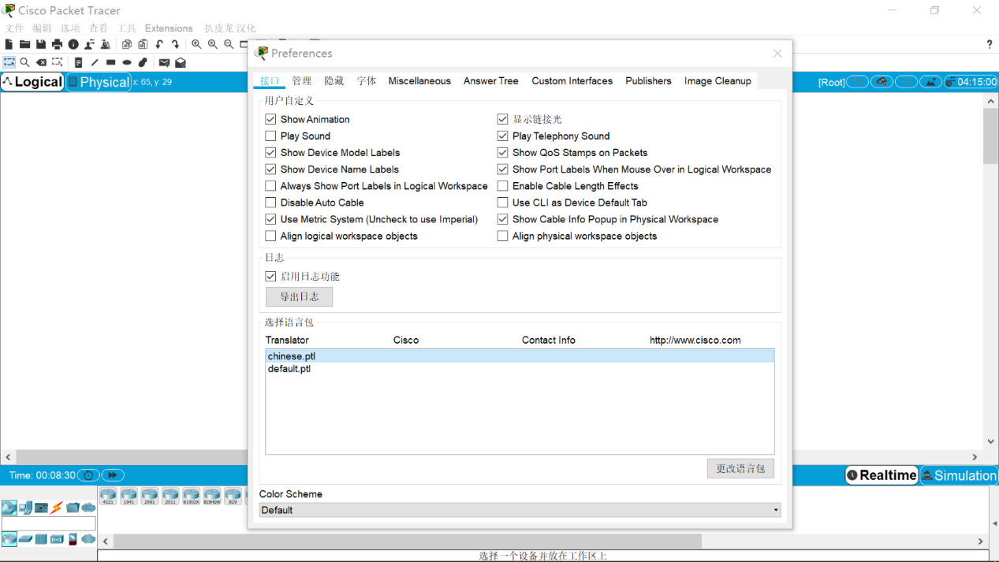 Cisco Packet Tracer
文件 编辑 选项 查看 工具 Extensions 扒皮龙汉化
?
Logical Physical x: 65, y: 29
[Root] 04:15:00
Preferences
接口 管理 隐藏 字体 Miscellaneous Answer Tree Custom Interfaces Publishers Image Cleanup
用户自定义
Show Animation 显示链接光
Play Sound Play Telephony Sound
Show Device Model Labels Show QoS Stamps on Packets
Show Device Name Labels Show Port Labels When Mouse Over in Logical Workspace
Always Show Port Labels in Logical Workspace Enable Cable Length Effects
Disable Auto Cable Use CLI as Device Default Tab
Use Metric System (Uncheck to use Imperial) Show Cable Info Popup in Physical Workspace
Align logical workspace objects Align physical workspace objects
日志
启用日志功能
导出日志
选择语言包
Translator Cisco Contact Info http://www.cisco.com
chinese.ptl
default.ptl
更改语言包
Color Scheme
Default
Time: 00:08:30
Realtime Simulation
4321 1941 2901 2911 819IOX 819HGW 829
选择一个设备并放在工作区上